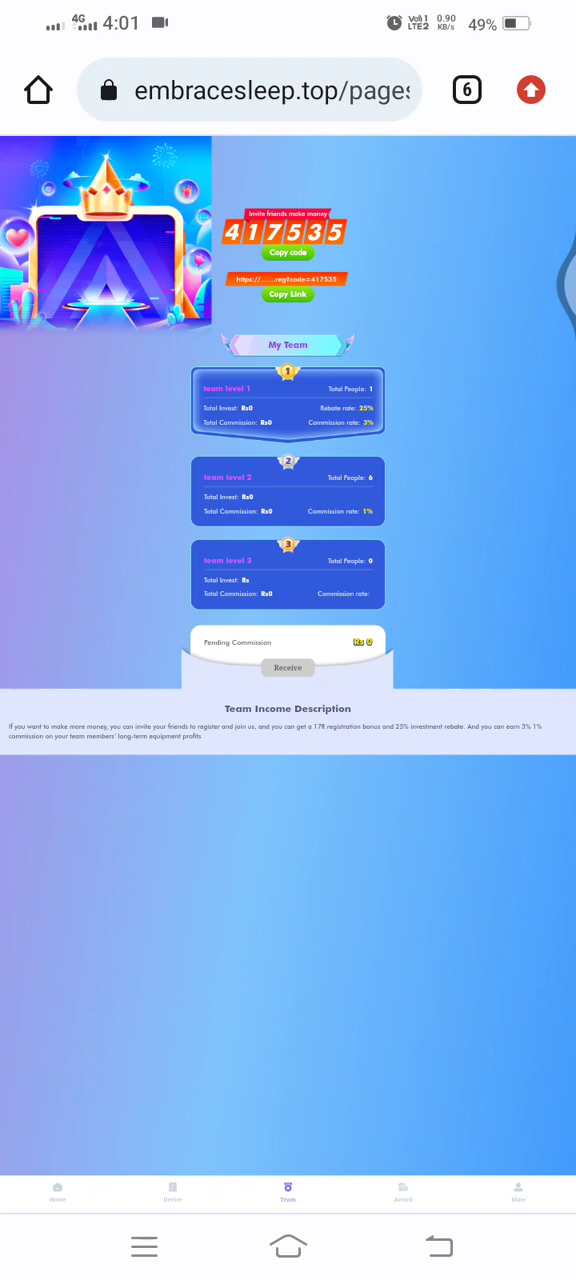 4G 4:01 Vo)) 1 LTE2 0.90 KB/s 49%
embracesleep.top/pages 6
Invite friends make money
417535
Copy code
https://......reg?code=417535
Copy Link
My Team
1
team level 1 Total People: 1
Total Invest: Rs0 Rebate rate: 25%
Total Commission: Rs0 Commission rate: 3%
2
team level 2 Total People: 6
Total Invest: Rs0
Total Commission: Rs0 Commission rate: 1%
3
team level 3 Total People: 0
Total Invest: Rs
Total Commission: Rs0 Commission rate:
Pending Commission Rs 0
Receive
Team Income Description
If you want to make more money, you can invite your friends to register and join us, and you can get a 17R registration bonus and 25% investment rebate. And you can earn 3% 1%
commission on your team members' long-term equipment profits
Home Device Team Award Mine